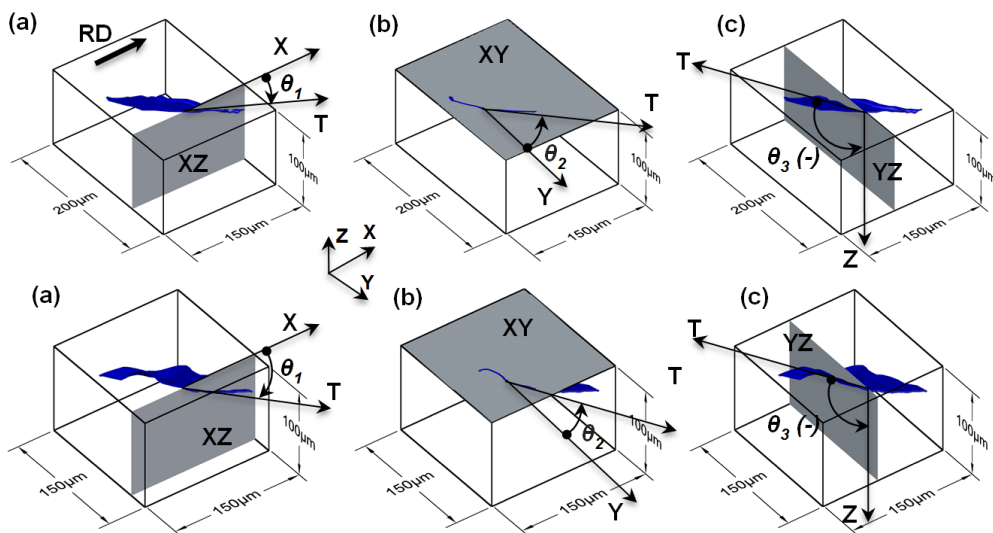 (a)
RD
X
θ1
T
XZ
200µm
150µm
100µm
(b)
XY
T
θ2
Y
200µm
150µm
(c)
T
θ3 (-)
YZ
Z
200µm
150µm
100µm
Z
X
Y
(a)
X
θ1
T
XZ
150µm
150µm
100µm
(b)
XY
T
θ2
Y
150µm
150µm
100µm
(c)
T
YZ
θ3 (-)
Z
150µm
150µm
100µm